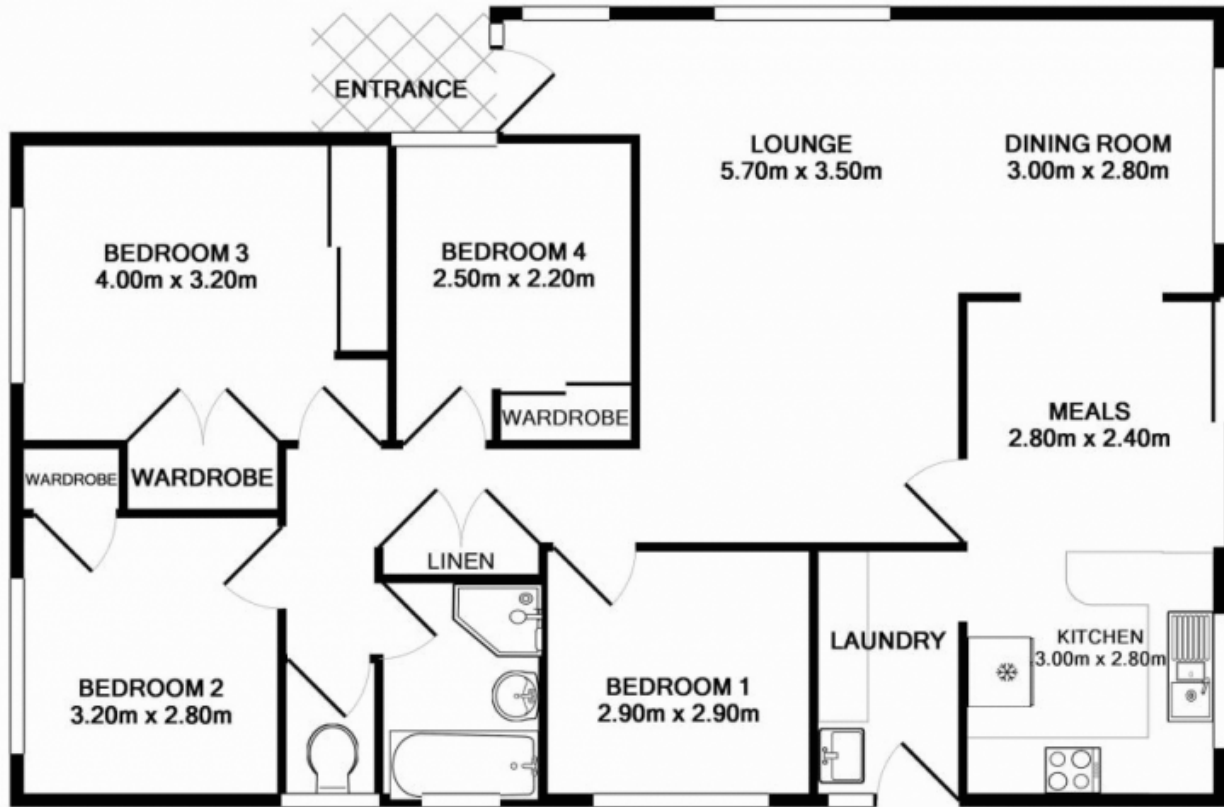 ENTRANCE
LOUNGE
5.70m x 3.50m
DINING ROOM
3.00m x 2.80m
BEDROOM 3
4.00m x 3.20m
BEDROOM 4
2.50m x 2.20m
WARDROBE
MEALS
2.80m x 2.40m
WARDROBE
WARDROBE
LINEN
BEDROOM 2
3.20m x 2.80m
BEDROOM 1
2.90m x 2.90m
LAUNDRY
KITCHEN
3.00m x 2.80m